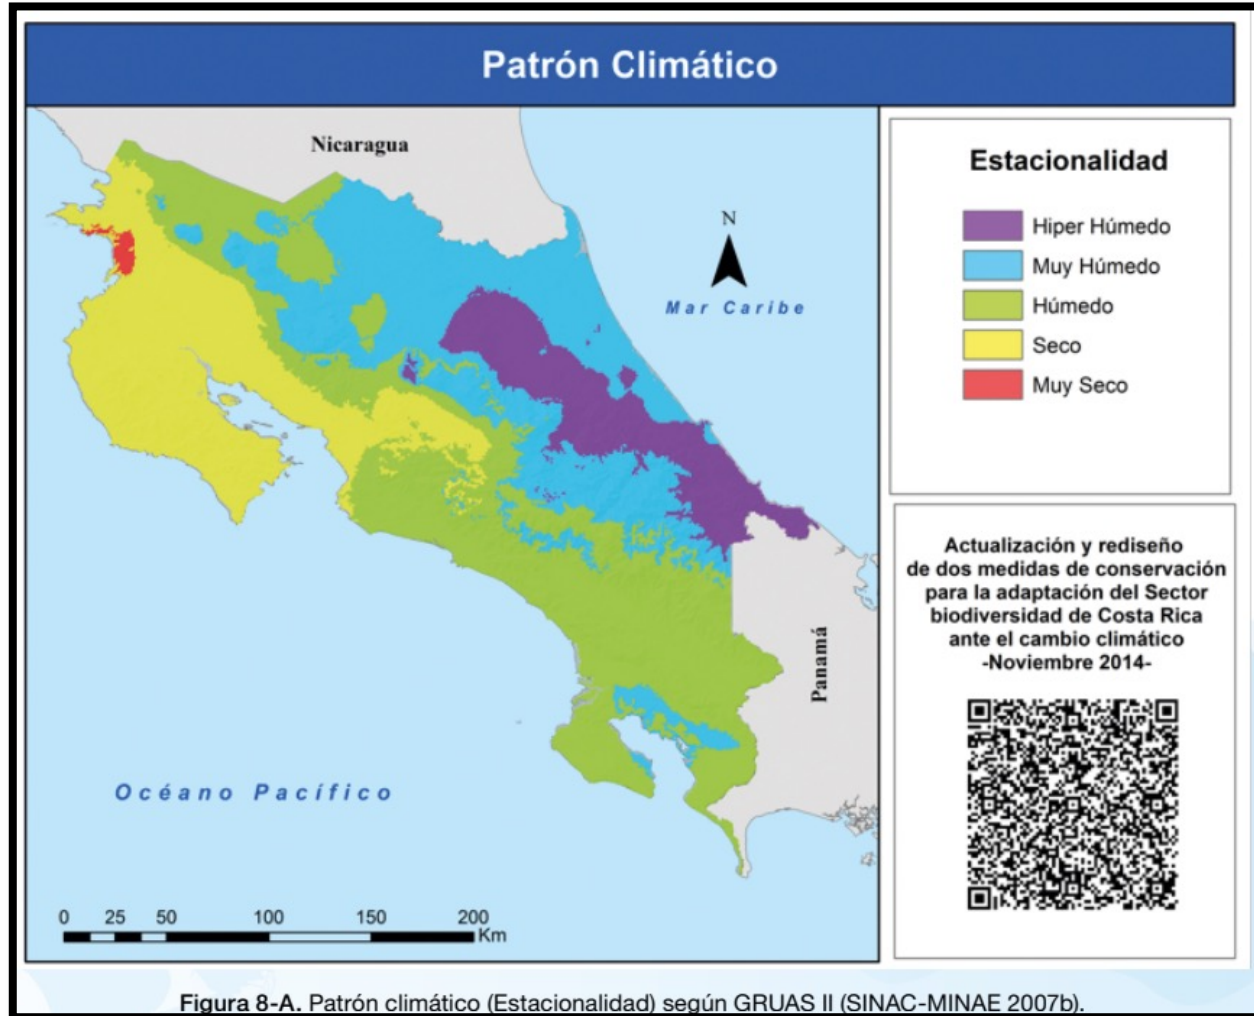 Patrón Climático
Nicaragua
N
Mar Caribe
Panamá
Océano Pacífico
0 25 50 100 150 200
Km
Estacionalidad
Hiper Húmedo
Muy Húmedo
Húmedo
Seco
Muy Seco
Actualización y rediseño
de dos medidas de conservación
para la adaptación del Sector
biodiversidad de Costa Rica
ante el cambio climático
-Noviembre 2014-
Figura 8-A. Patrón climático (Estacionalidad) según GRUAS II (SINAC-MINAE 2007b).